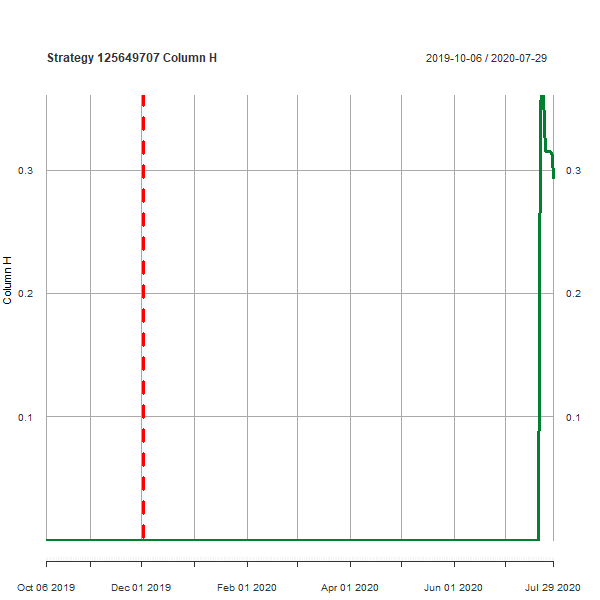 Strategy 125649707 Column H
2019-10-06 / 2020-07-29
0.3
0.3
0.2
0.2
0.1
0.1
Column H
Oct 06 2019
Dec 01 2019
Feb 01 2020
Apr 01 2020
Jun 01 2020
Jul 29 2020